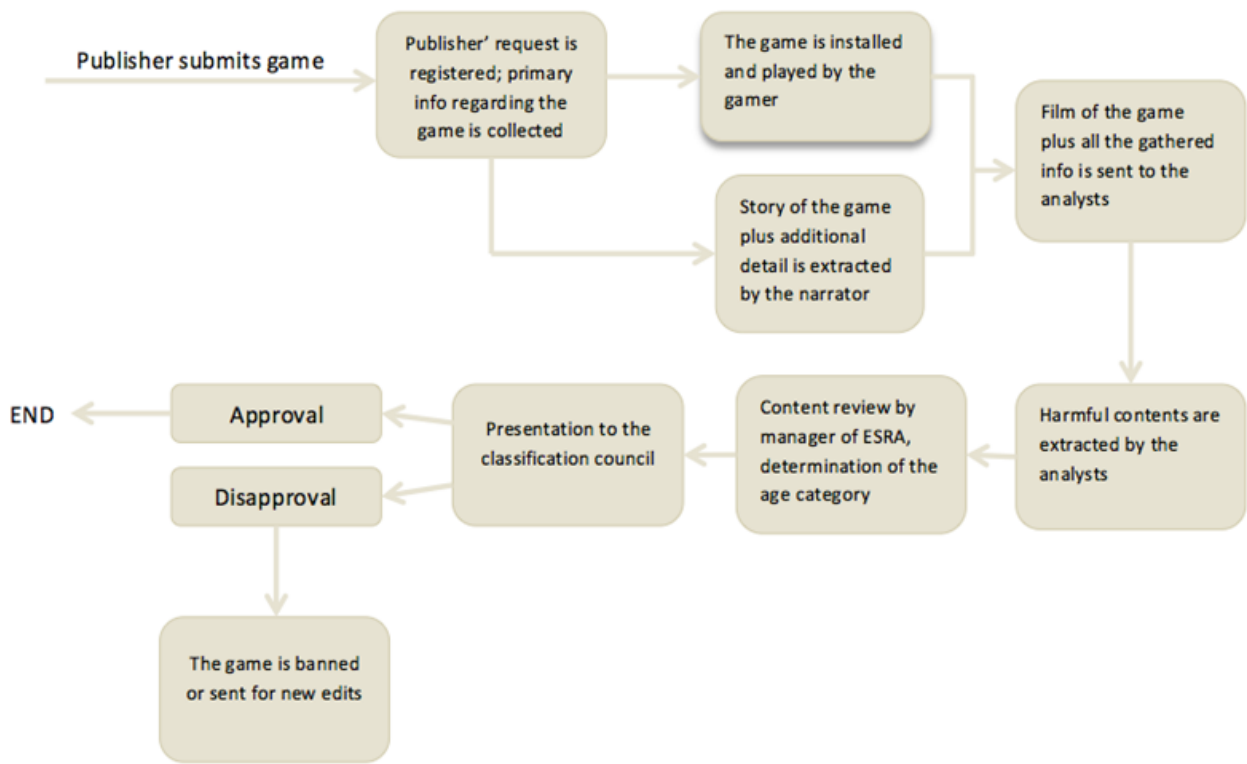 Publisher submits game
Publisher’ request is
registered; primary
info regarding the
game is collected
The game is installed
and played by the
gamer
Story of the game
plus additional
detail is extracted
by the narrator
Film of the game
plus all the gathered
info is sent to the
analysts
Harmful contents are
extracted by the
analysts
Content review by
manager of ESRA,
determination of the
age category
Presentation to the
classification council
Approval
END
Disapproval
The game is banned
or sent for new edits